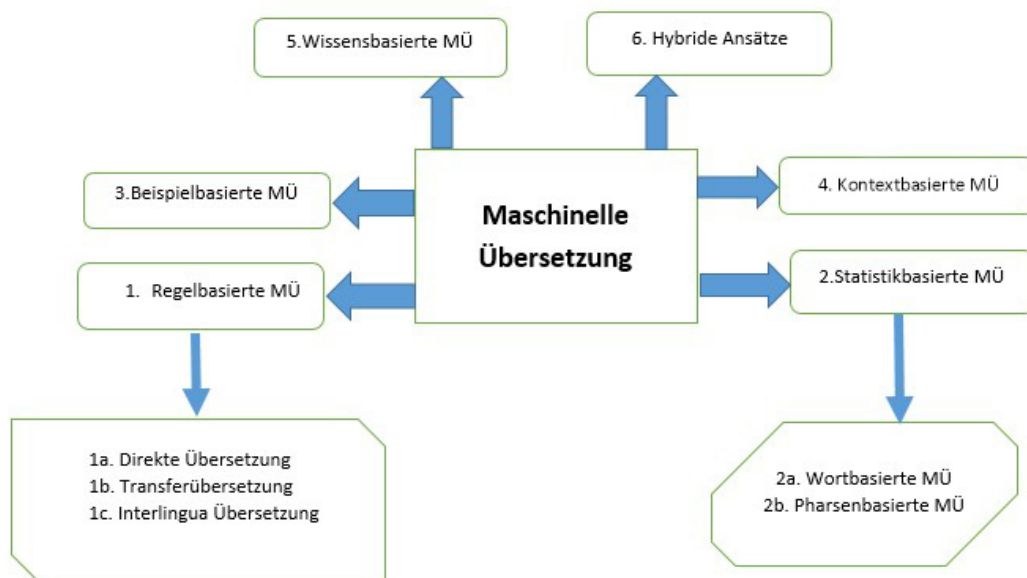 5.Wissensbasierte MÜ
6. Hybride Ansätze
3.Beispielbasierte MÜ
Maschinelle
Übersetzung
4. Kontextbasierte MÜ
1. Regelbasierte MÜ
2.Statistikbasierte MÜ
1a. Direkte Übersetzung
1b. Transferübersetzung
1c. Interlingua Übersetzung
2a. Wortbasierte MÜ
2b. Pharsenbasierte MÜ